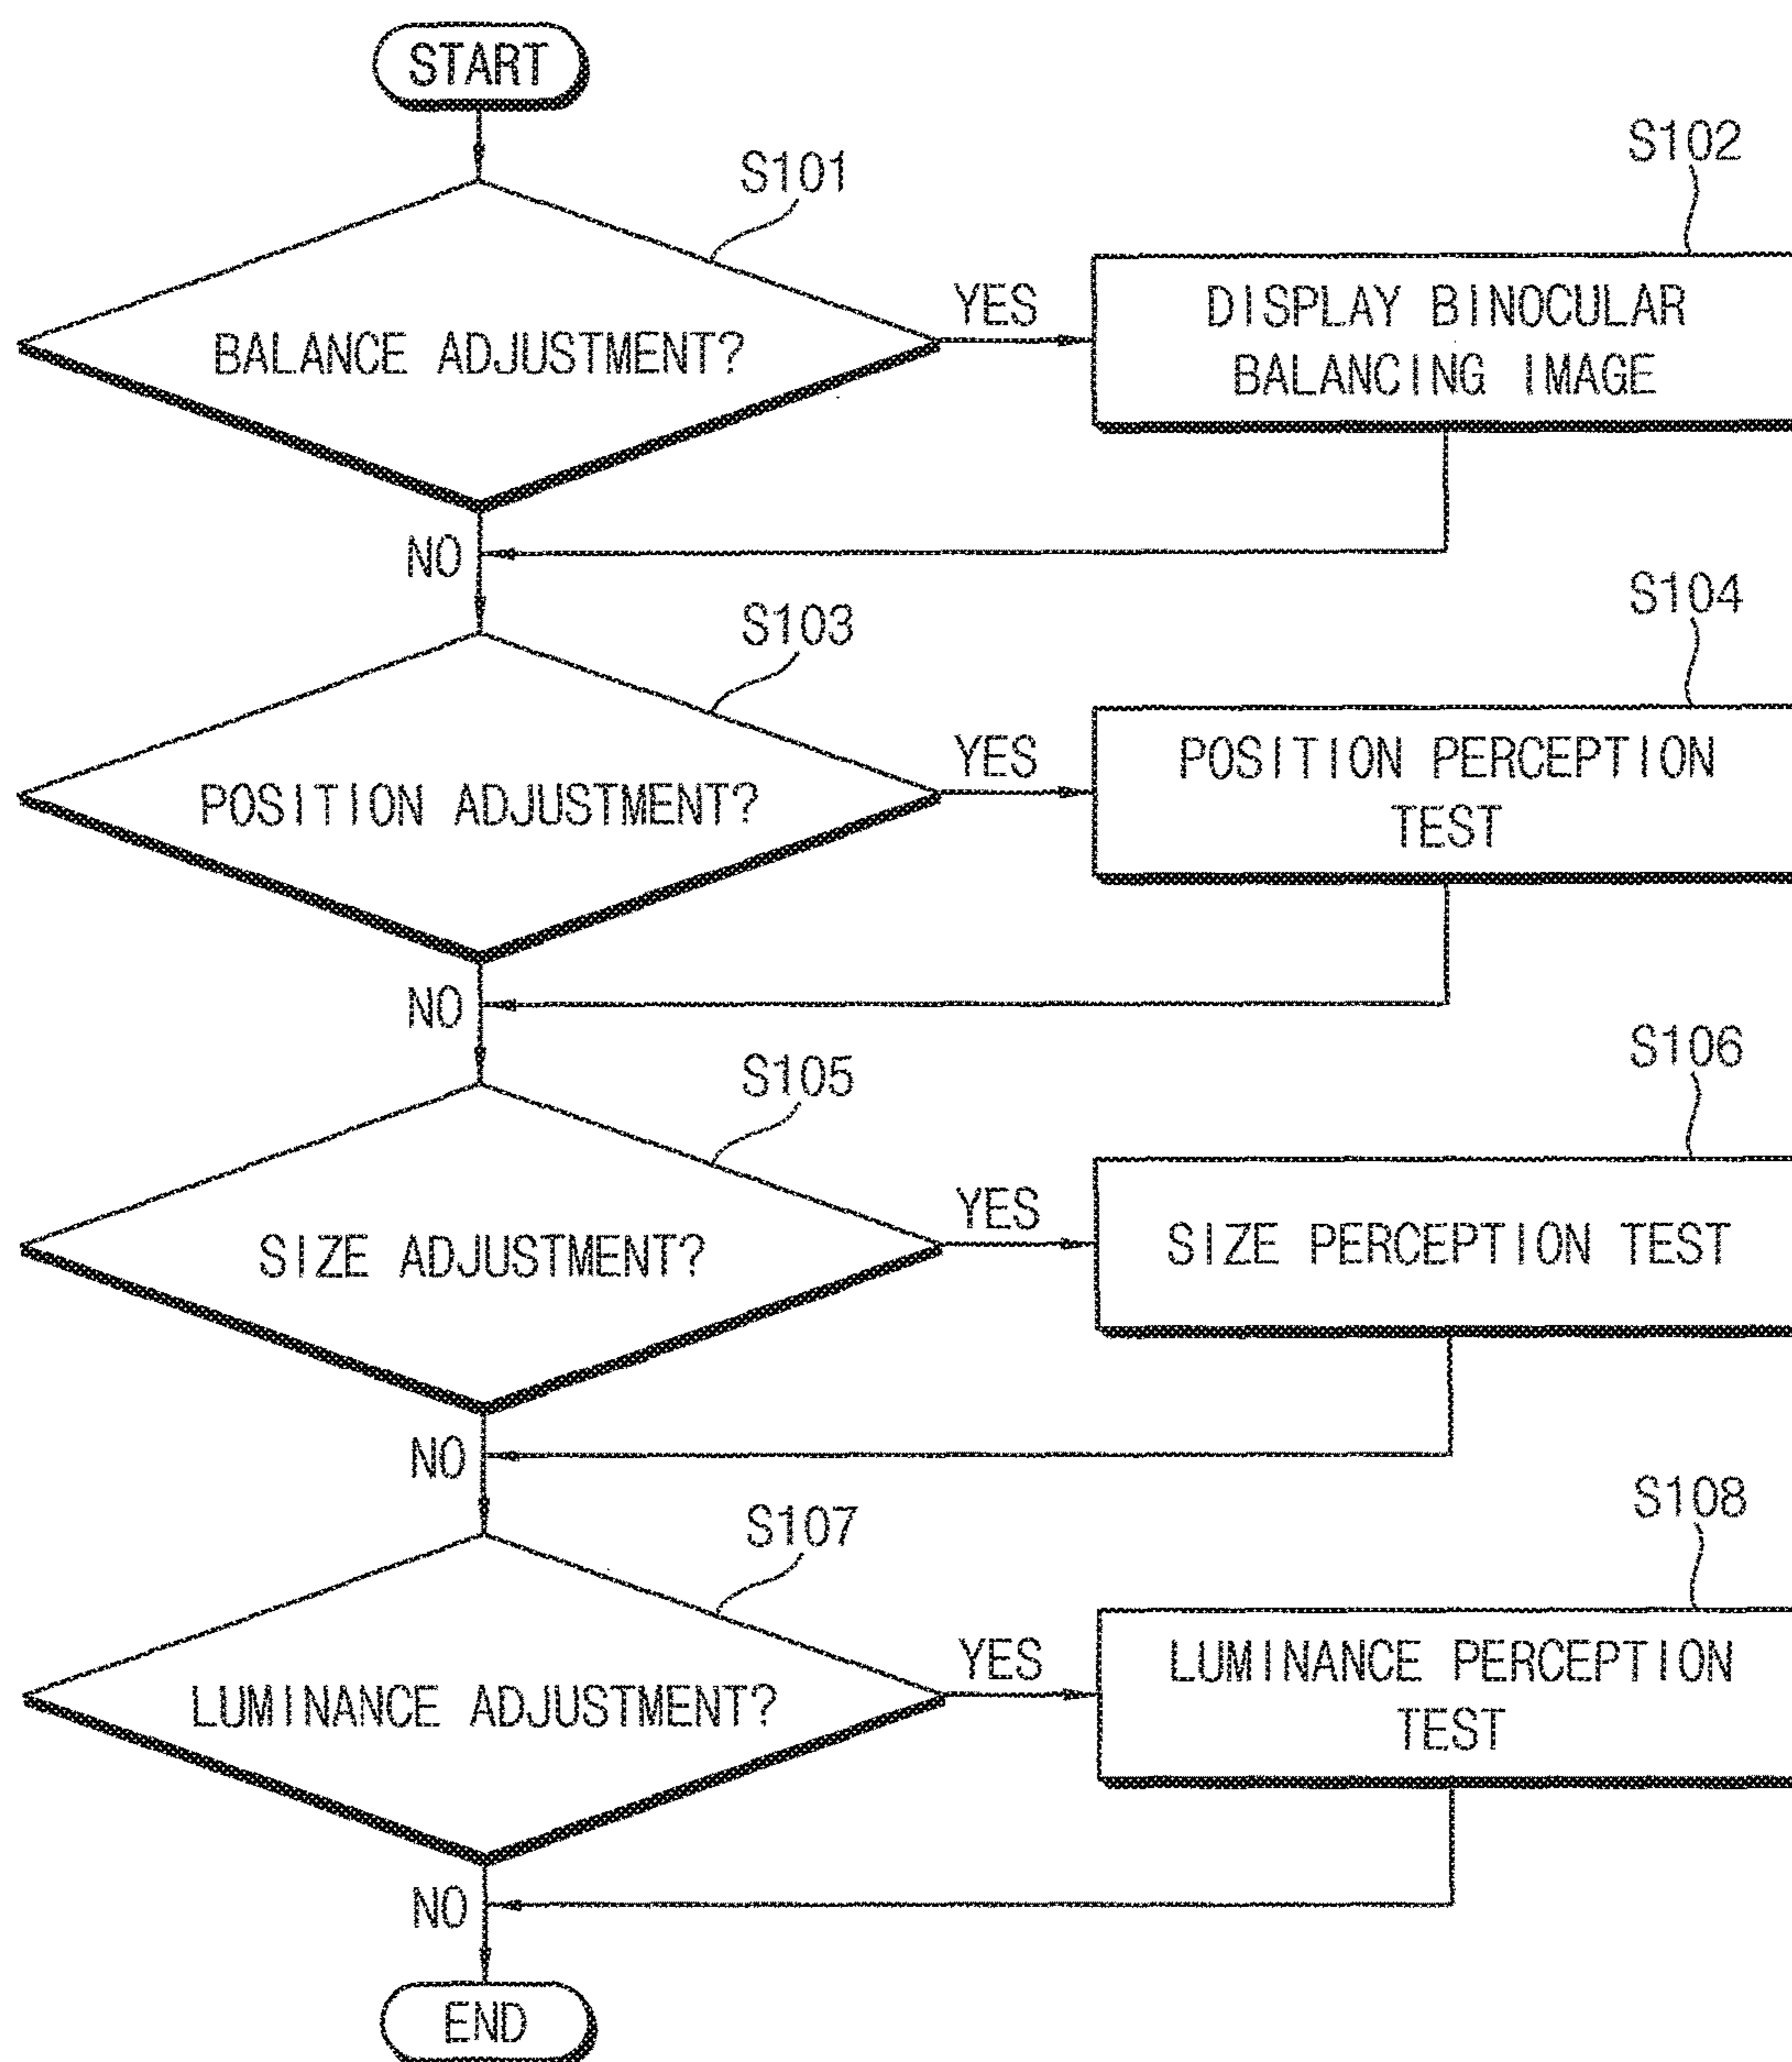 START
S101
S102
BALANCE ADJUSTMENT?
YES
DISPLAY BINOCULAR
BALANCING IMAGE
NO
S103
S104
POSITION ADJUSTMENT?
YES
POSITION PERCEPTION
TEST
NO
S105
S106
SIZE ADJUSTMENT?
YES
SIZE PERCEPTION TEST
NO
S107
S108
LUMINANCE ADJUSTMENT?
YES
LUMINANCE PERCEPTION
TEST
NO
END